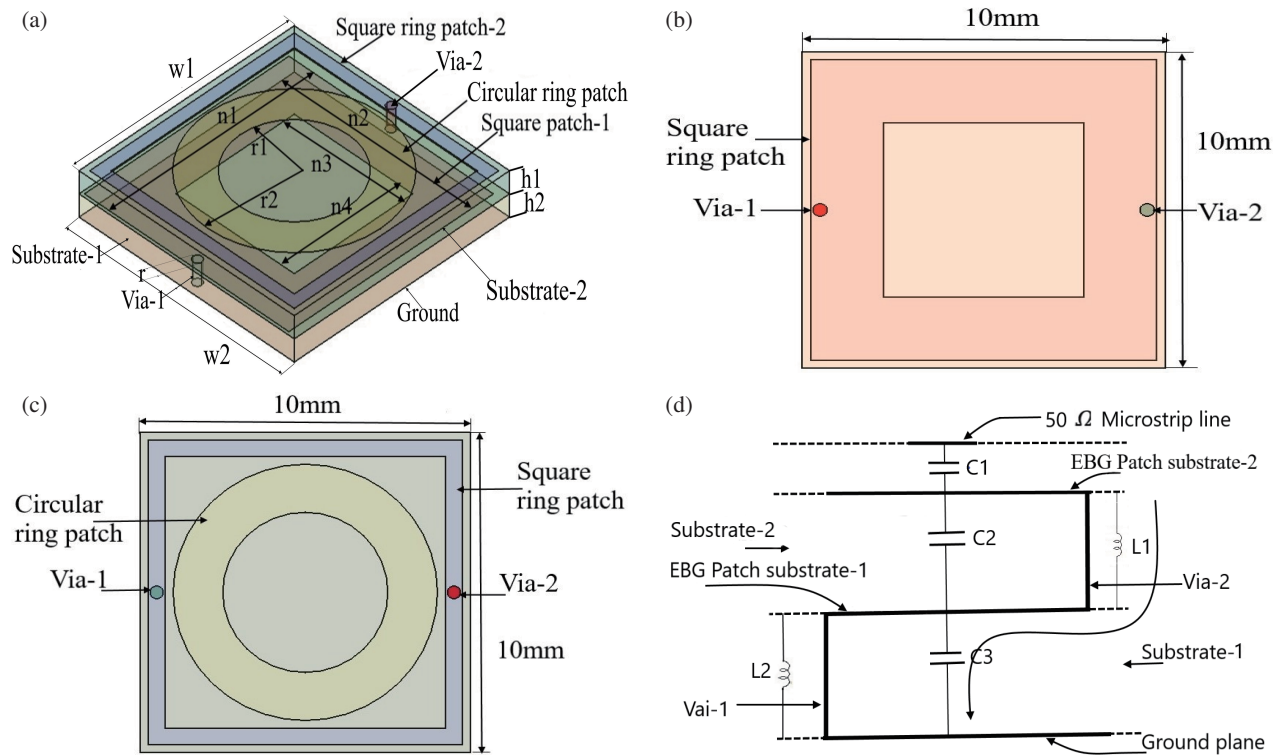 (a)
Square ring patch-2
Via-2
w1
Circular ring patch
n1
n2
Square patch-1
r1
n3
h1
r2
n4
h2
Substrate-1
r
Via-1
Substrate-2
Ground
w2
(b)
10mm
Square
ring patch
10mm
Via-1
Via-2
(c)
10mm
Square
ring patch
Circular
ring patch
Via-1
Via-2
10mm
(d)
50 Ω Microstrip line
C1
EBG Patch substrate-2
Substrate-2
C2
L1
EBG Patch substrate-1
Via-2
C3
Substrate-1
L2
Vai-1
Ground plane